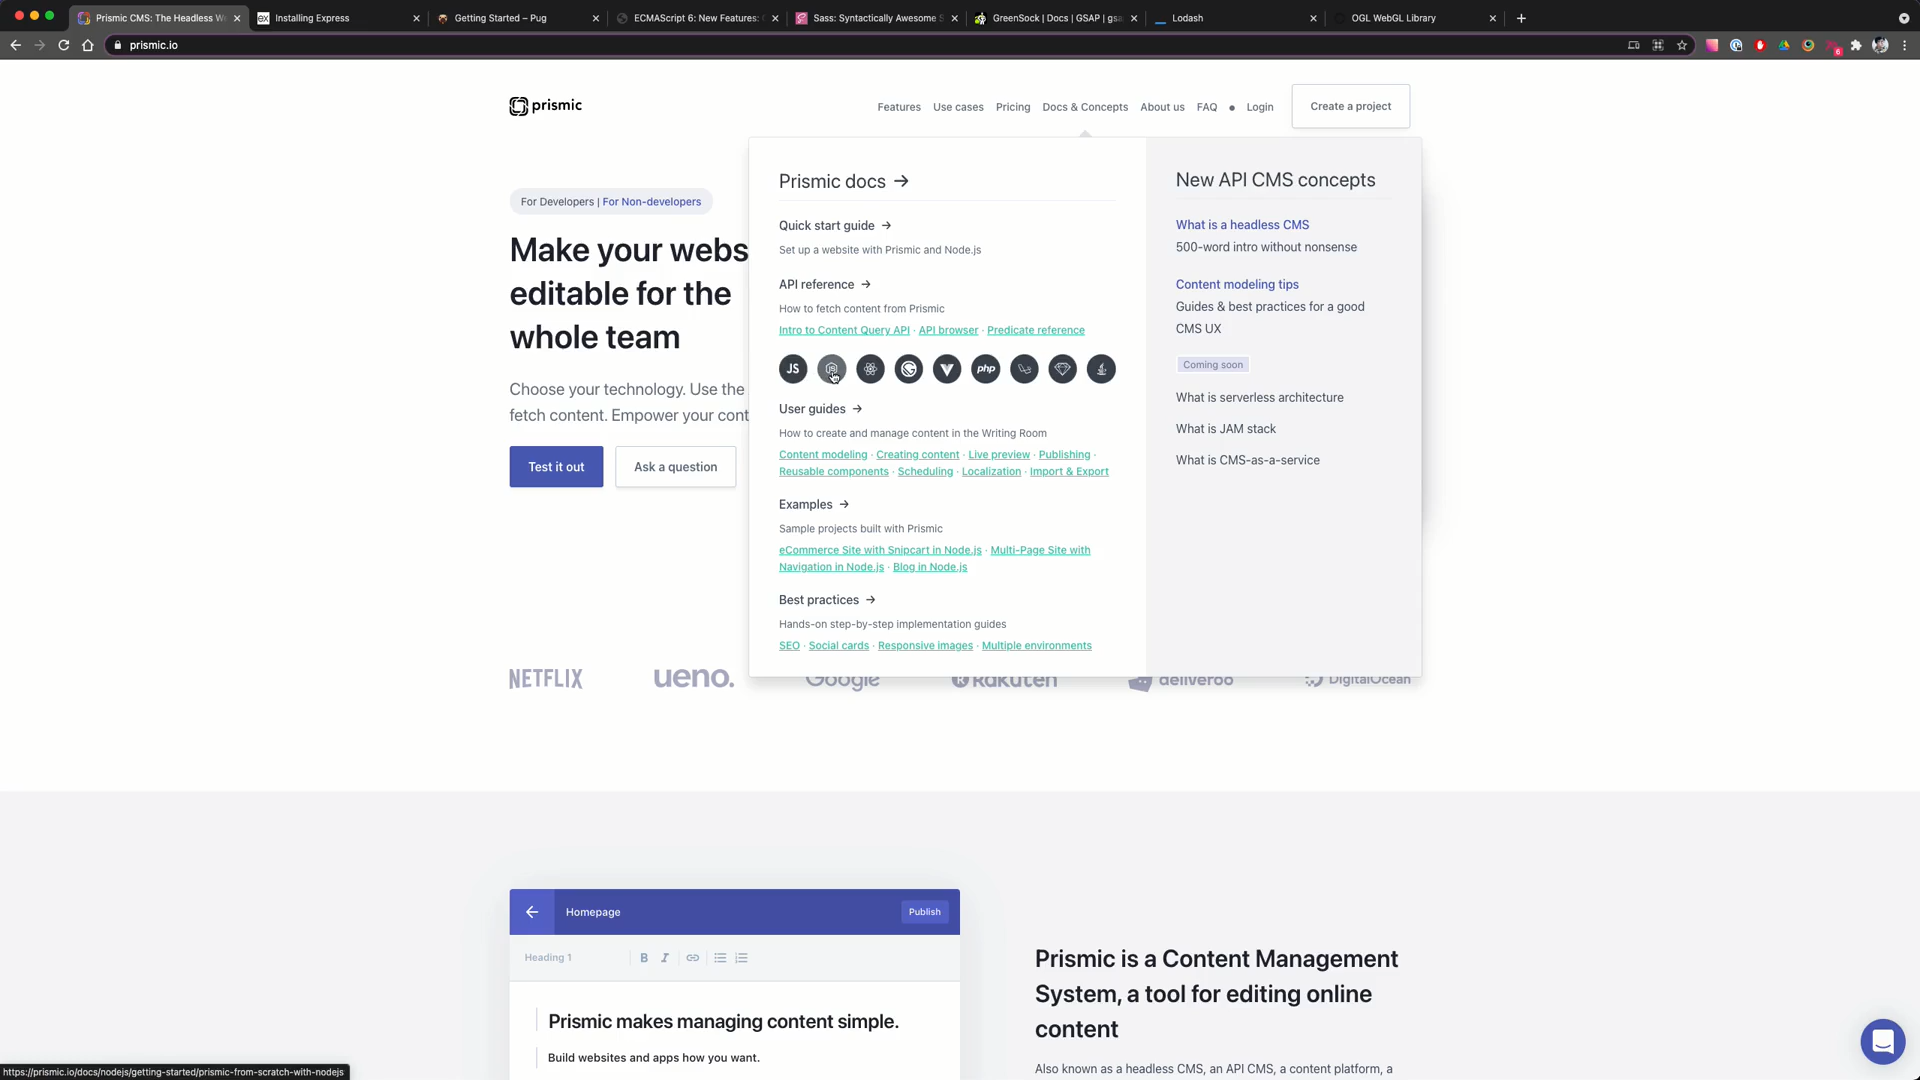 Prismic CMS: The Headless W
Installing Express
Getting Started – Pug
ECMAScript 6: New Features:
Sass: Syntactically Awesome S
GreenSock | Docs | GSAP | gsa
Lodash
OGL WebGL Library
prismic.io
6
prismic
Features
Use cases
Pricing
Docs & Concepts
About us
FAQ
Login
Create a project
For Developers | For Non-developers
Make your webs
editable for the
whole team
Choose your technology. Use the
fetch content. Empower your cont
Test it out
Ask a question
Prismic docs →
Quick start guide →
Set up a website with Prismic and Node.js
API reference →
How to fetch content from Prismic
Intro to Content Query API · API browser · Predicate reference
JS
php
User guides →
How to create and manage content in the Writing Room
Content modeling · Creating content · Live preview · Publishing ·
Reusable components · Scheduling · Localization · Import & Export
Examples →
Sample projects built with Prismic
eCommerce Site with Snipcart in Node.js · Multi-Page Site with
Navigation in Node.js · Blog in Node.js
Best practices →
Hands-on step-by-step implementation guides
SEO · Social cards · Responsive images · Multiple environments
New API CMS concepts
What is a headless CMS
500-word intro without nonsense
Content modeling tips
Guides & best practices for a good
CMS UX
Coming soon
What is serverless architecture
What is JAM stack
What is CMS-as-a-service
NETFLIX
ueno.
Google
Rakuten
deliveroo
DigitalOcean
Homepage
Publish
Heading 1
B
I
Prismic makes managing content simple.
Build websites and apps how you want.
Prismic is a Content Management
System, a tool for editing online
content
Also known as a headless CMS, an API CMS, a content platform, a
https://prismic.io/docs/nodejs/getting-started/prismic-from-scratch-with-nodejs